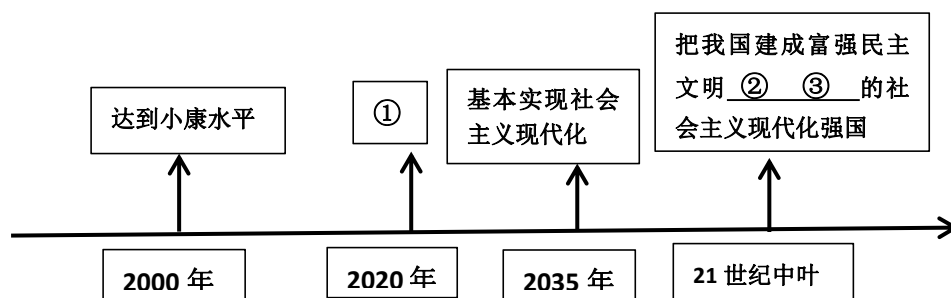 达到小康水平
①
基本实现社会
主义现代化
把我国建成富强民主
文明 ② ③ 的社
会主义现代化强国
2000 年
2020 年
2035 年
21 世纪中叶